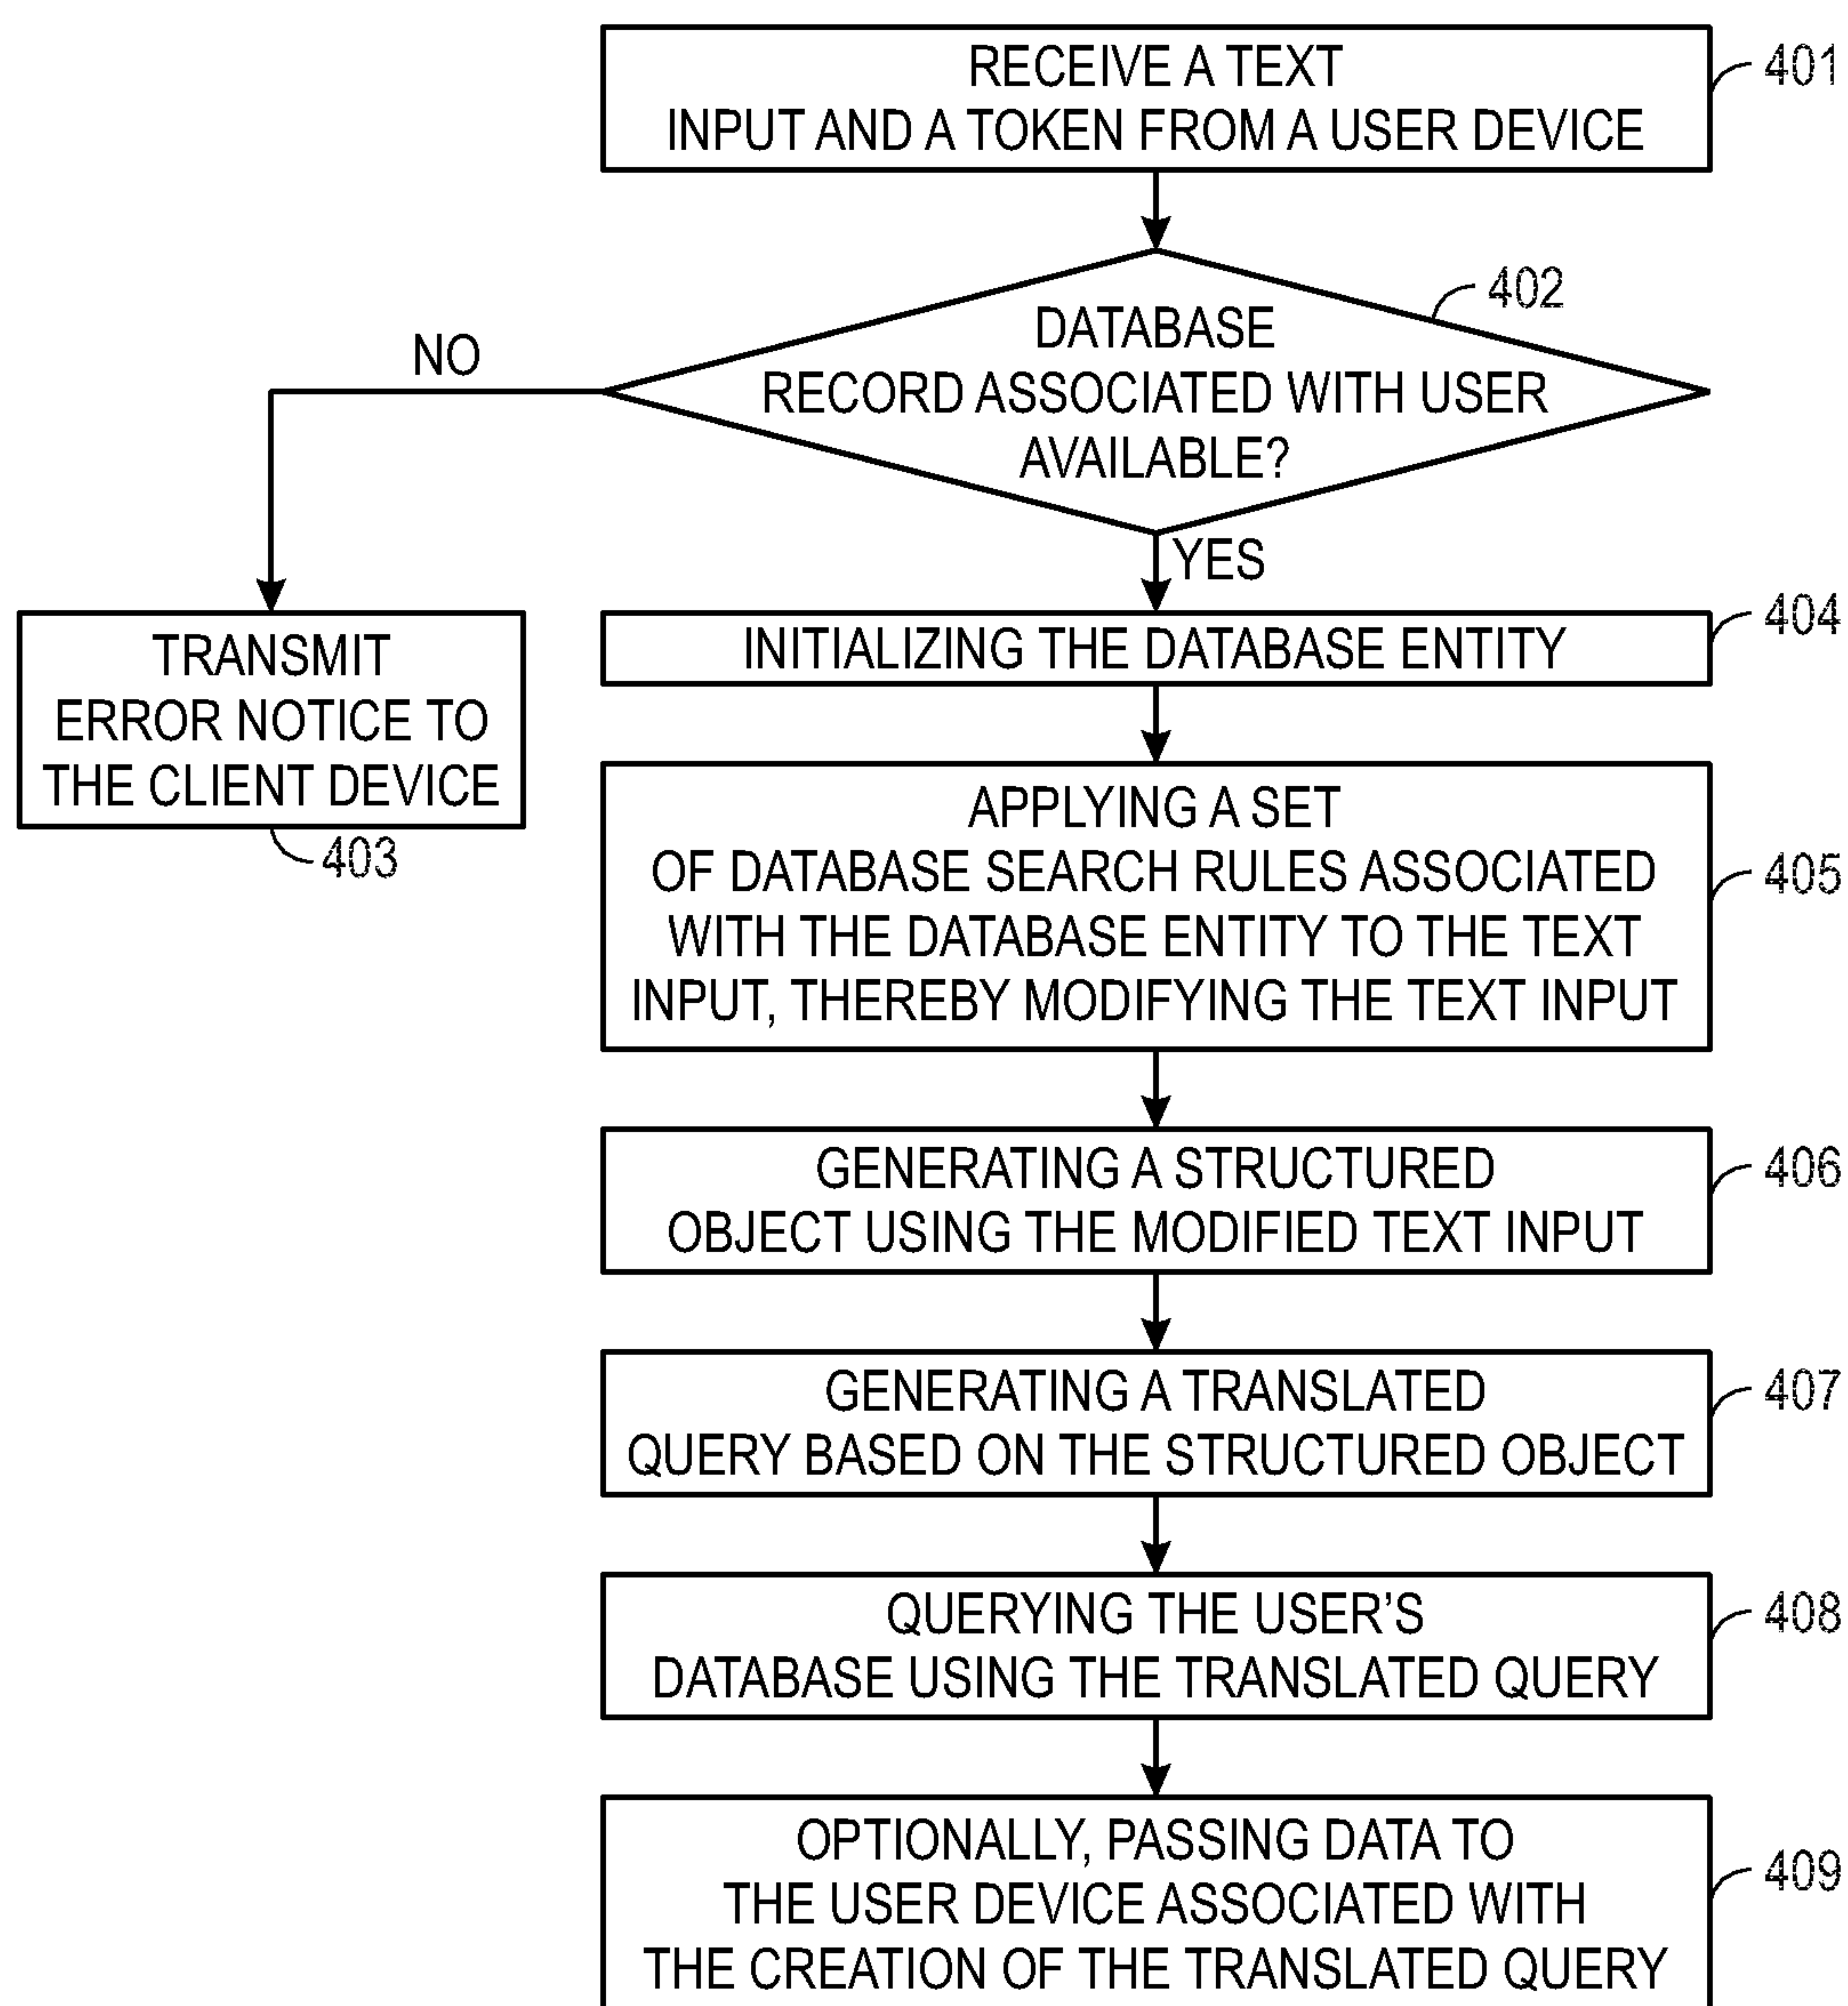 RECEIVE A TEXT
INPUT AND A TOKEN FROM A USER DEVICE
401
402
DATABASE
RECORD ASSOCIATED WITH USER
AVAILABLE?
NO
YES
TRANSMIT
ERROR NOTICE TO
THE CLIENT DEVICE
403
INITIALIZING THE DATABASE ENTITY
404
APPLYING A SET
OF DATABASE SEARCH RULES ASSOCIATED
WITH THE DATABASE ENTITY TO THE TEXT
INPUT, THEREBY MODIFYING THE TEXT INPUT
405
GENERATING A STRUCTURED
OBJECT USING THE MODIFIED TEXT INPUT
406
GENERATING A TRANSLATED
QUERY BASED ON THE STRUCTURED OBJECT
407
QUERYING THE USER'S
DATABASE USING THE TRANSLATED QUERY
408
OPTIONALLY, PASSING DATA TO
THE USER DEVICE ASSOCIATED WITH
THE CREATION OF THE TRANSLATED QUERY
409